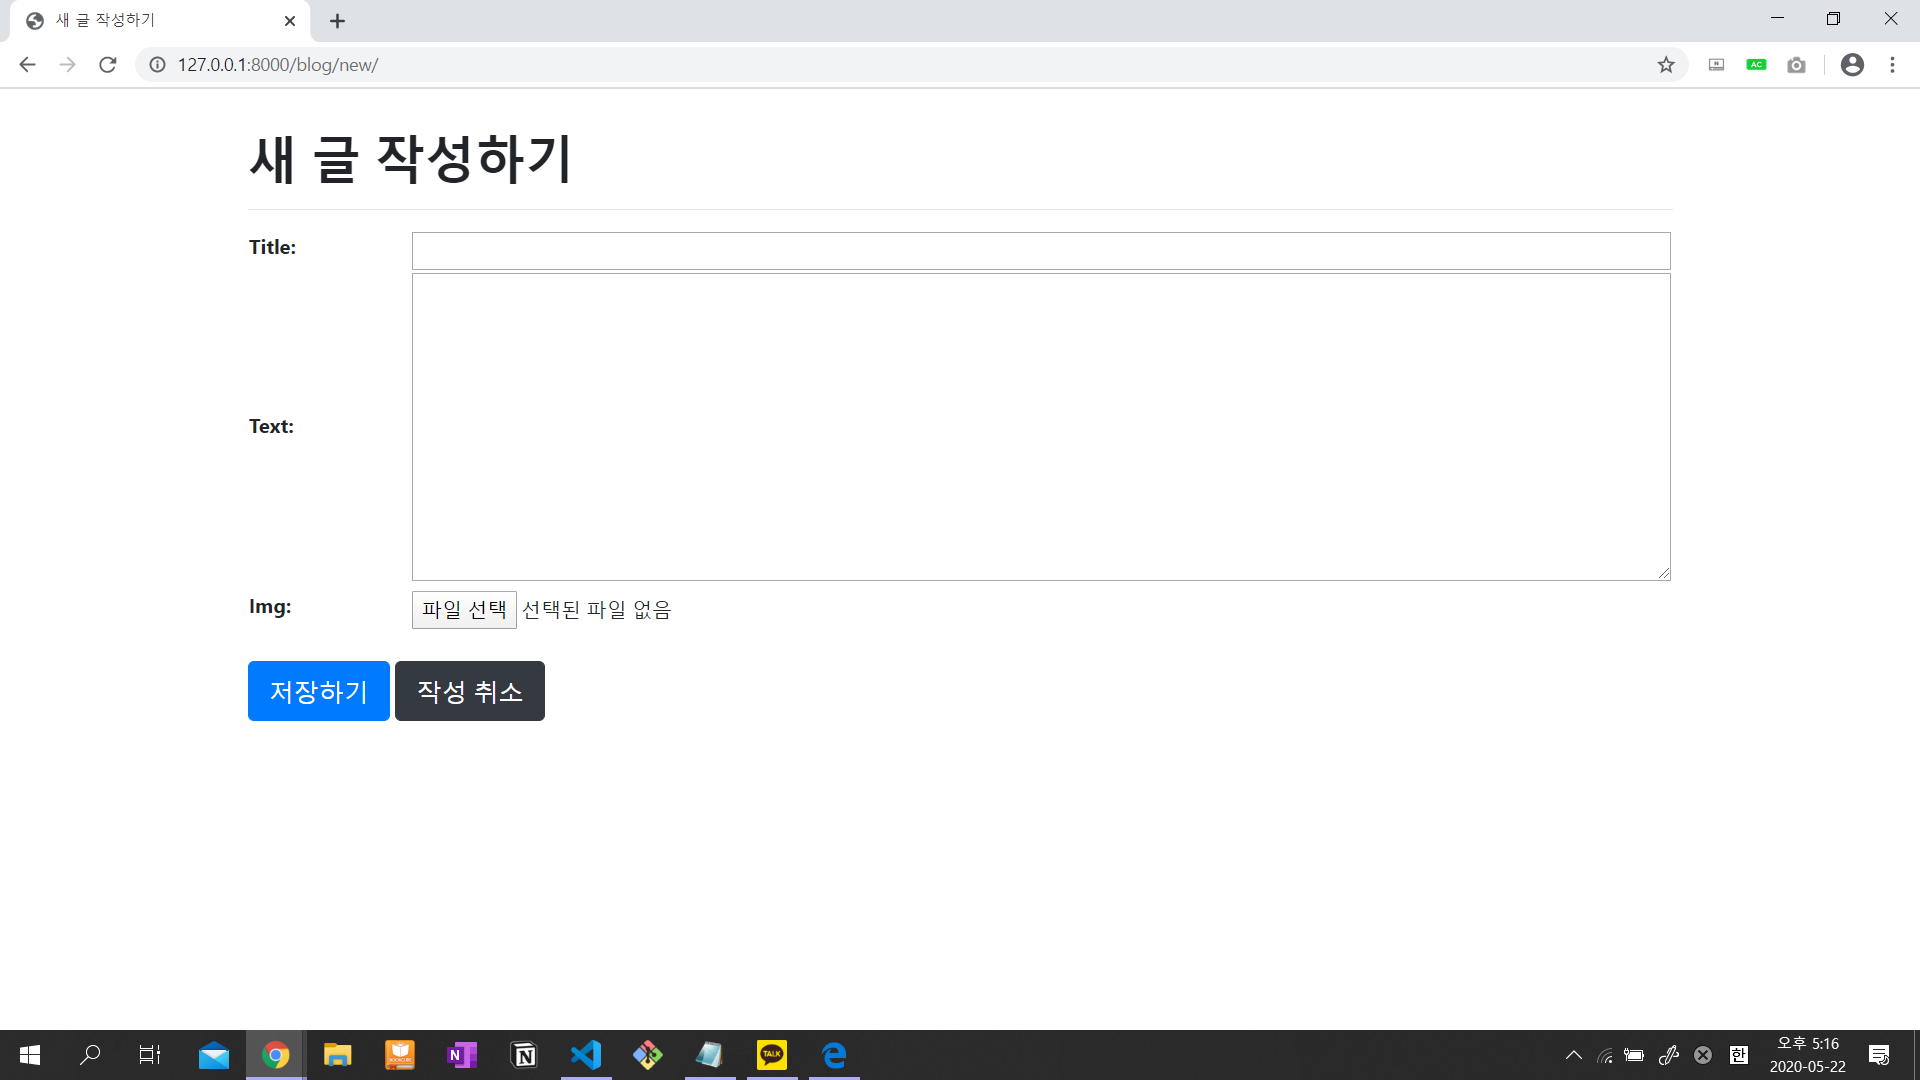 새 글 작성하기
127.0.0.1:8000/blog/new/
AC
새 글 작성하기
Title:
Text:
Img:
파일 선택 선택된 파일 없음
저장하기 작성 취소
N
N
TALK
한
오후 5:16
2020-05-22